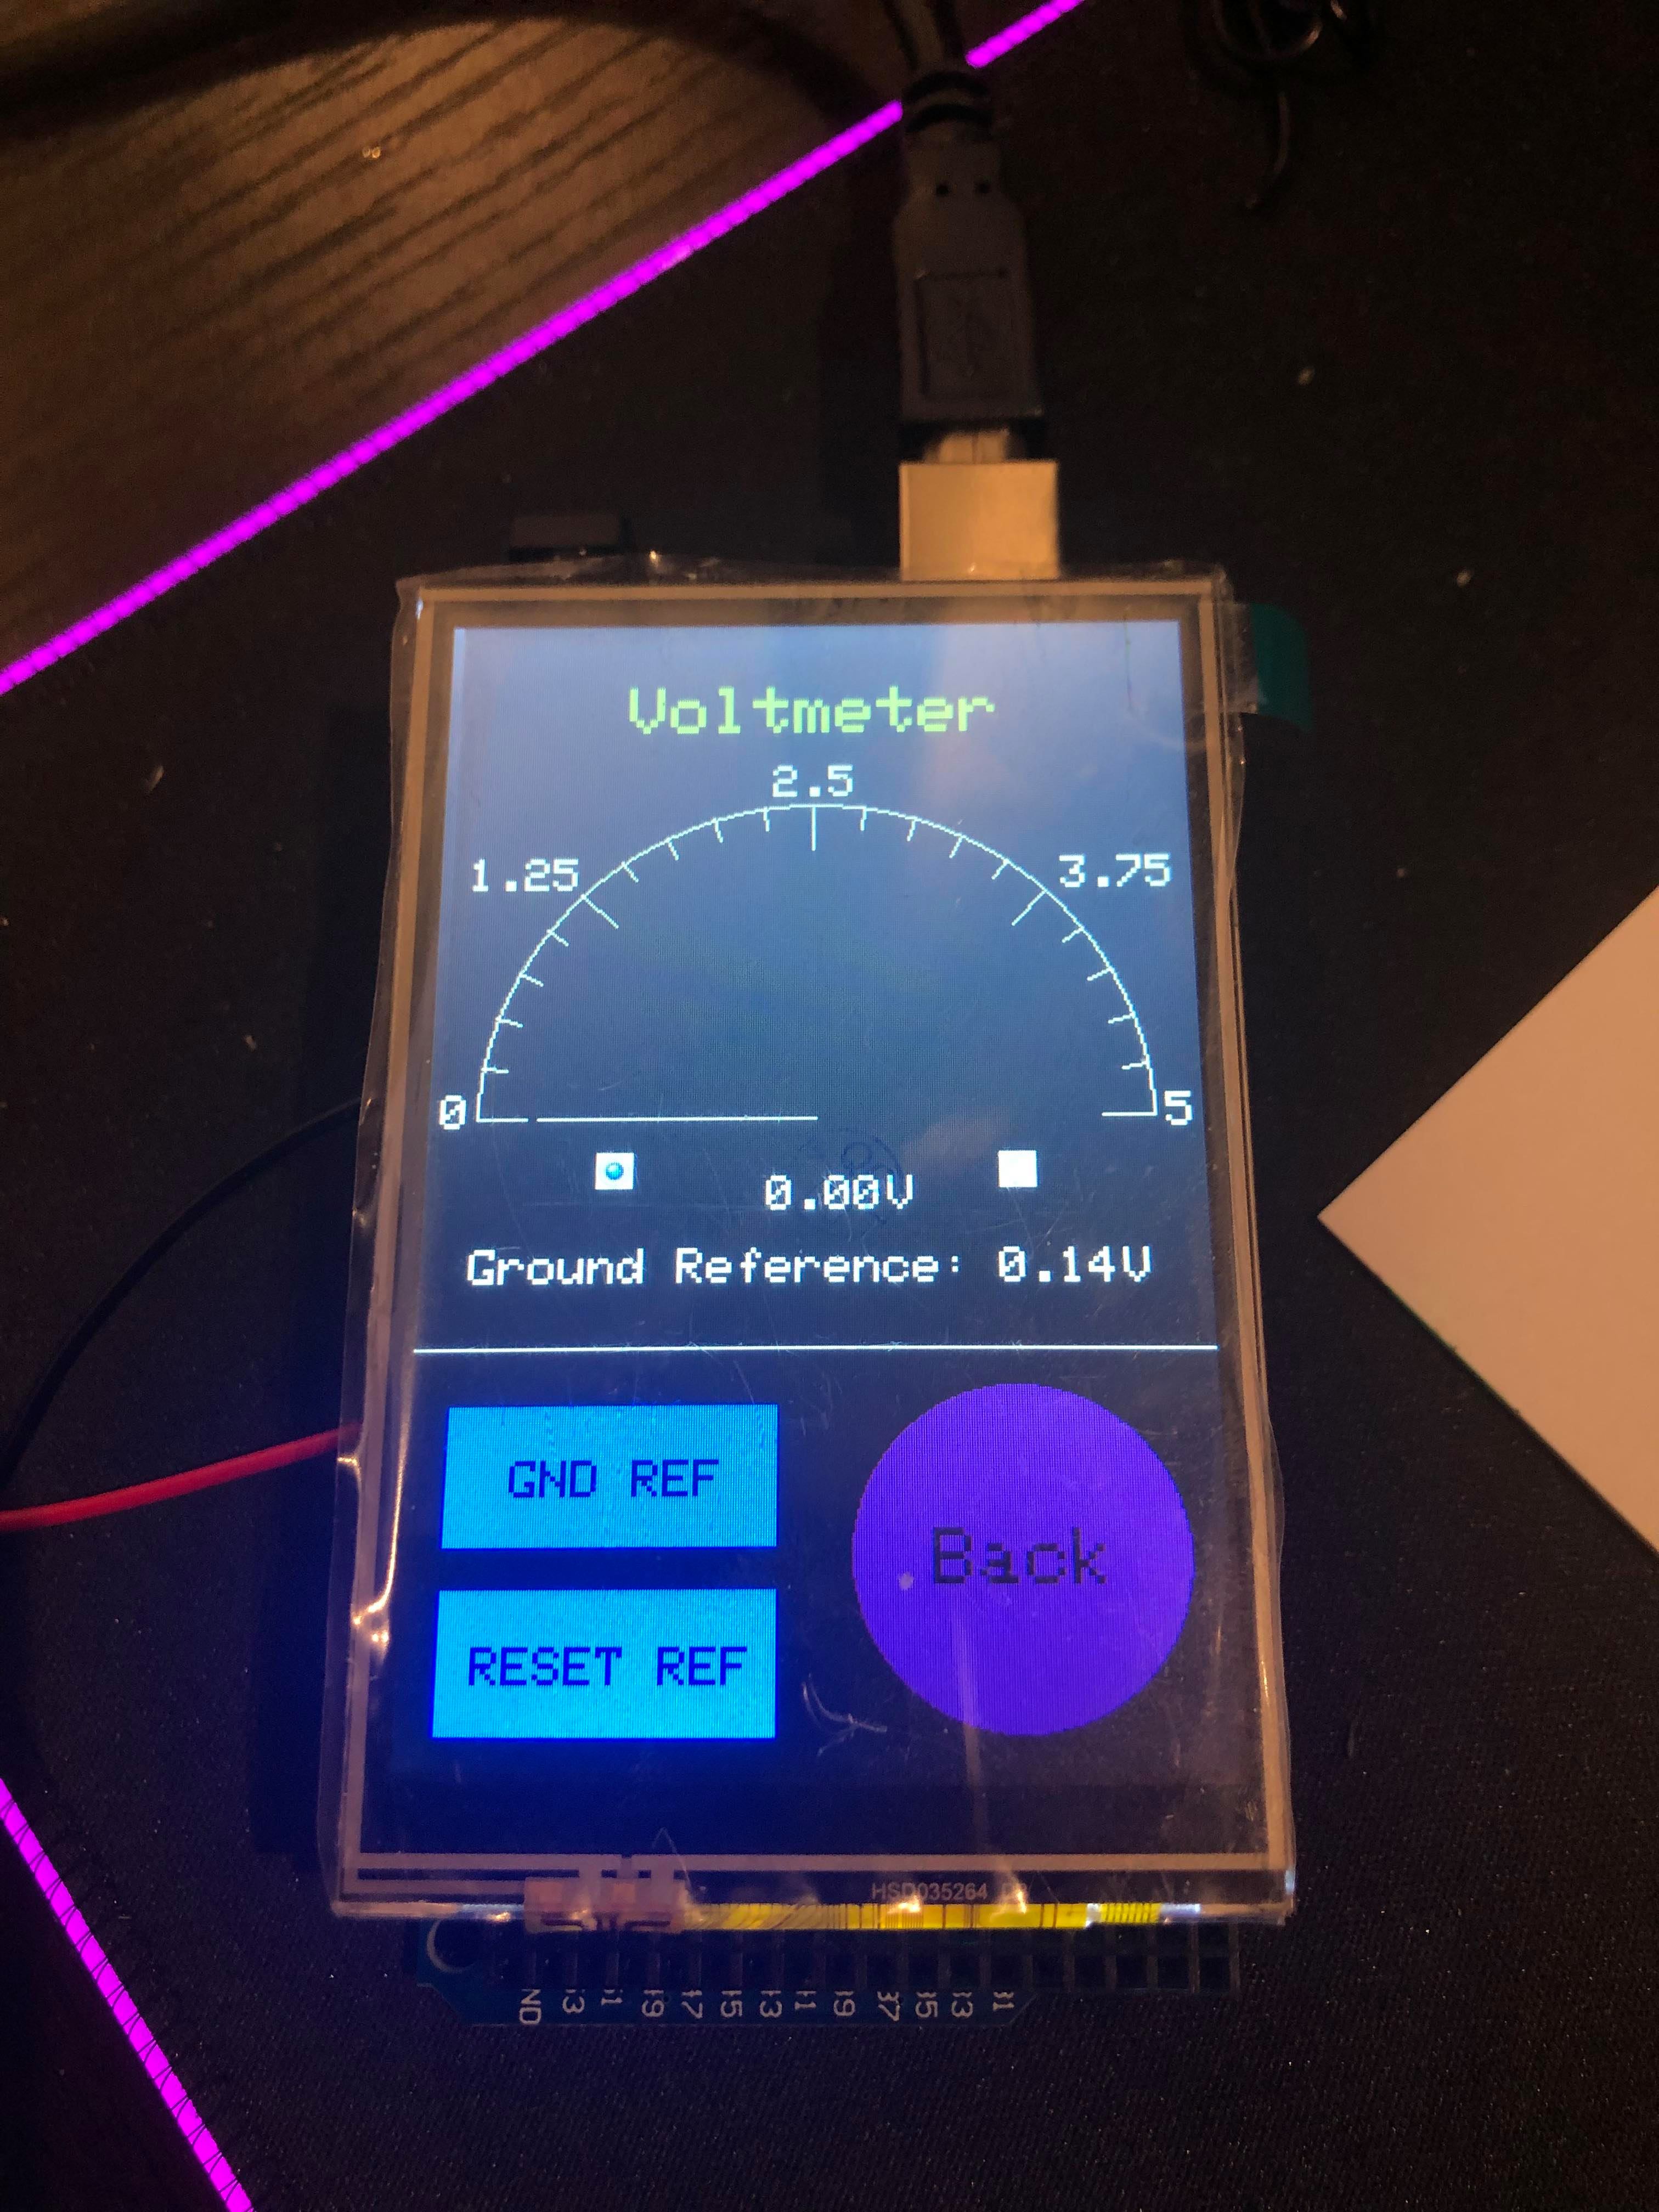 Voltmeter
2.5
1.25 3.75
0 5
0.00V
Ground Reference: 0.14V
GND REF
Back
RESET REF
HSD035264